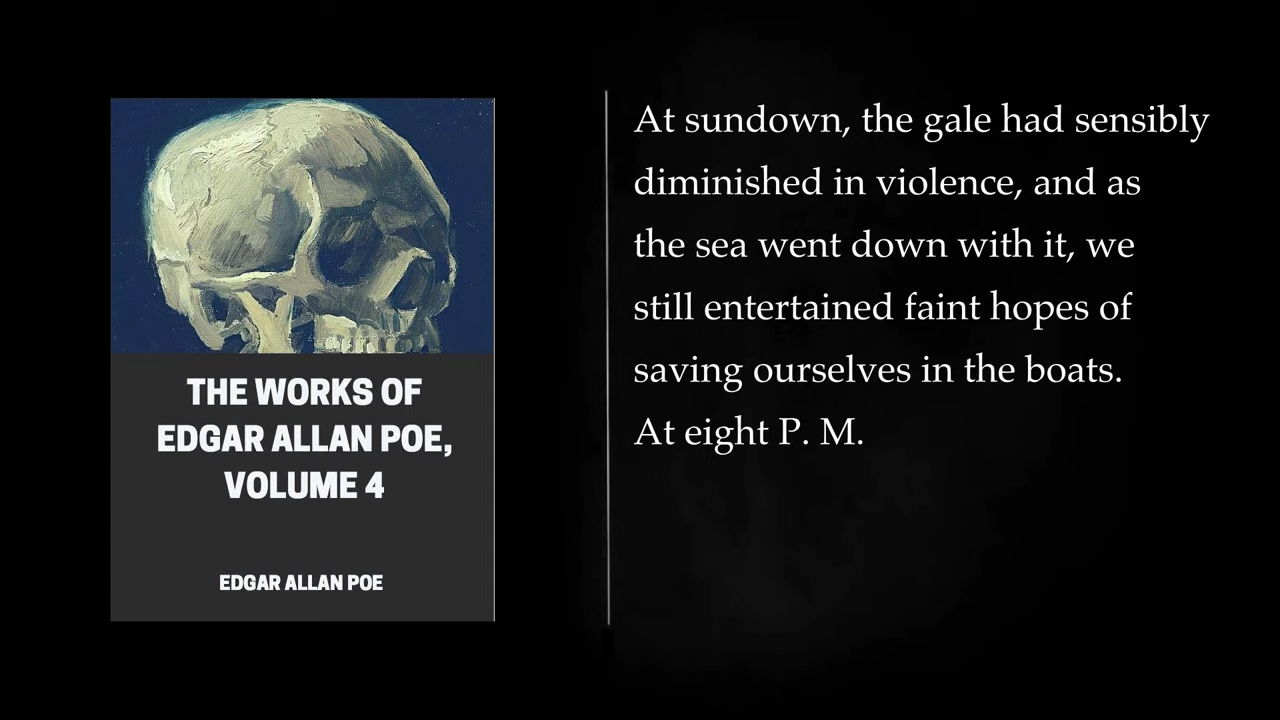 THE WORKS OF
EDGAR ALLAN POE,
VOLUME 4
EDGAR ALLAN POE
At sundown, the gale had sensibly
diminished in violence, and as
the sea went down with it, we
still entertained faint hopes of
saving ourselves in the boats.
At eight P. M.